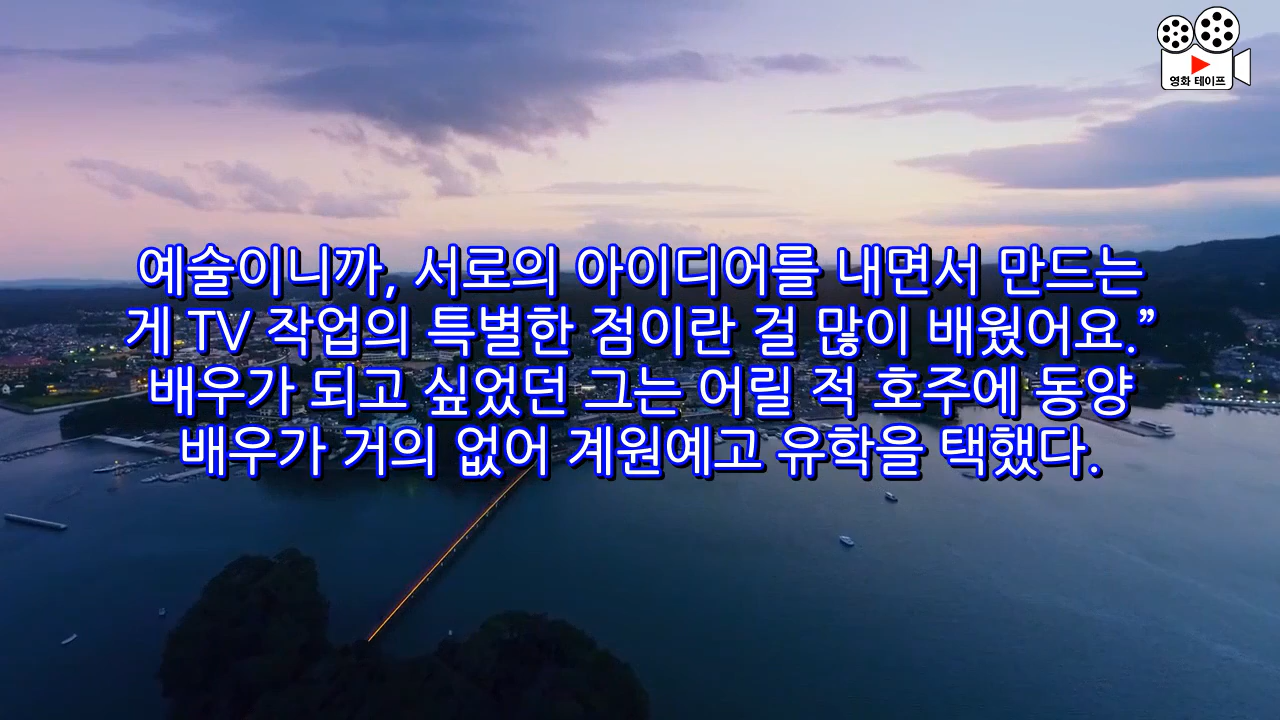 영화 테이프
예술이니까, 서로의 아이디어를 내면서 만드는
게 TV 작업의 특별한 점이란 걸 많이 배웠어요.”
배우가 되고 싶었던 그는 어릴 적 호주에 동양
배우가 거의 없어 계원예고 유학을 택했다.